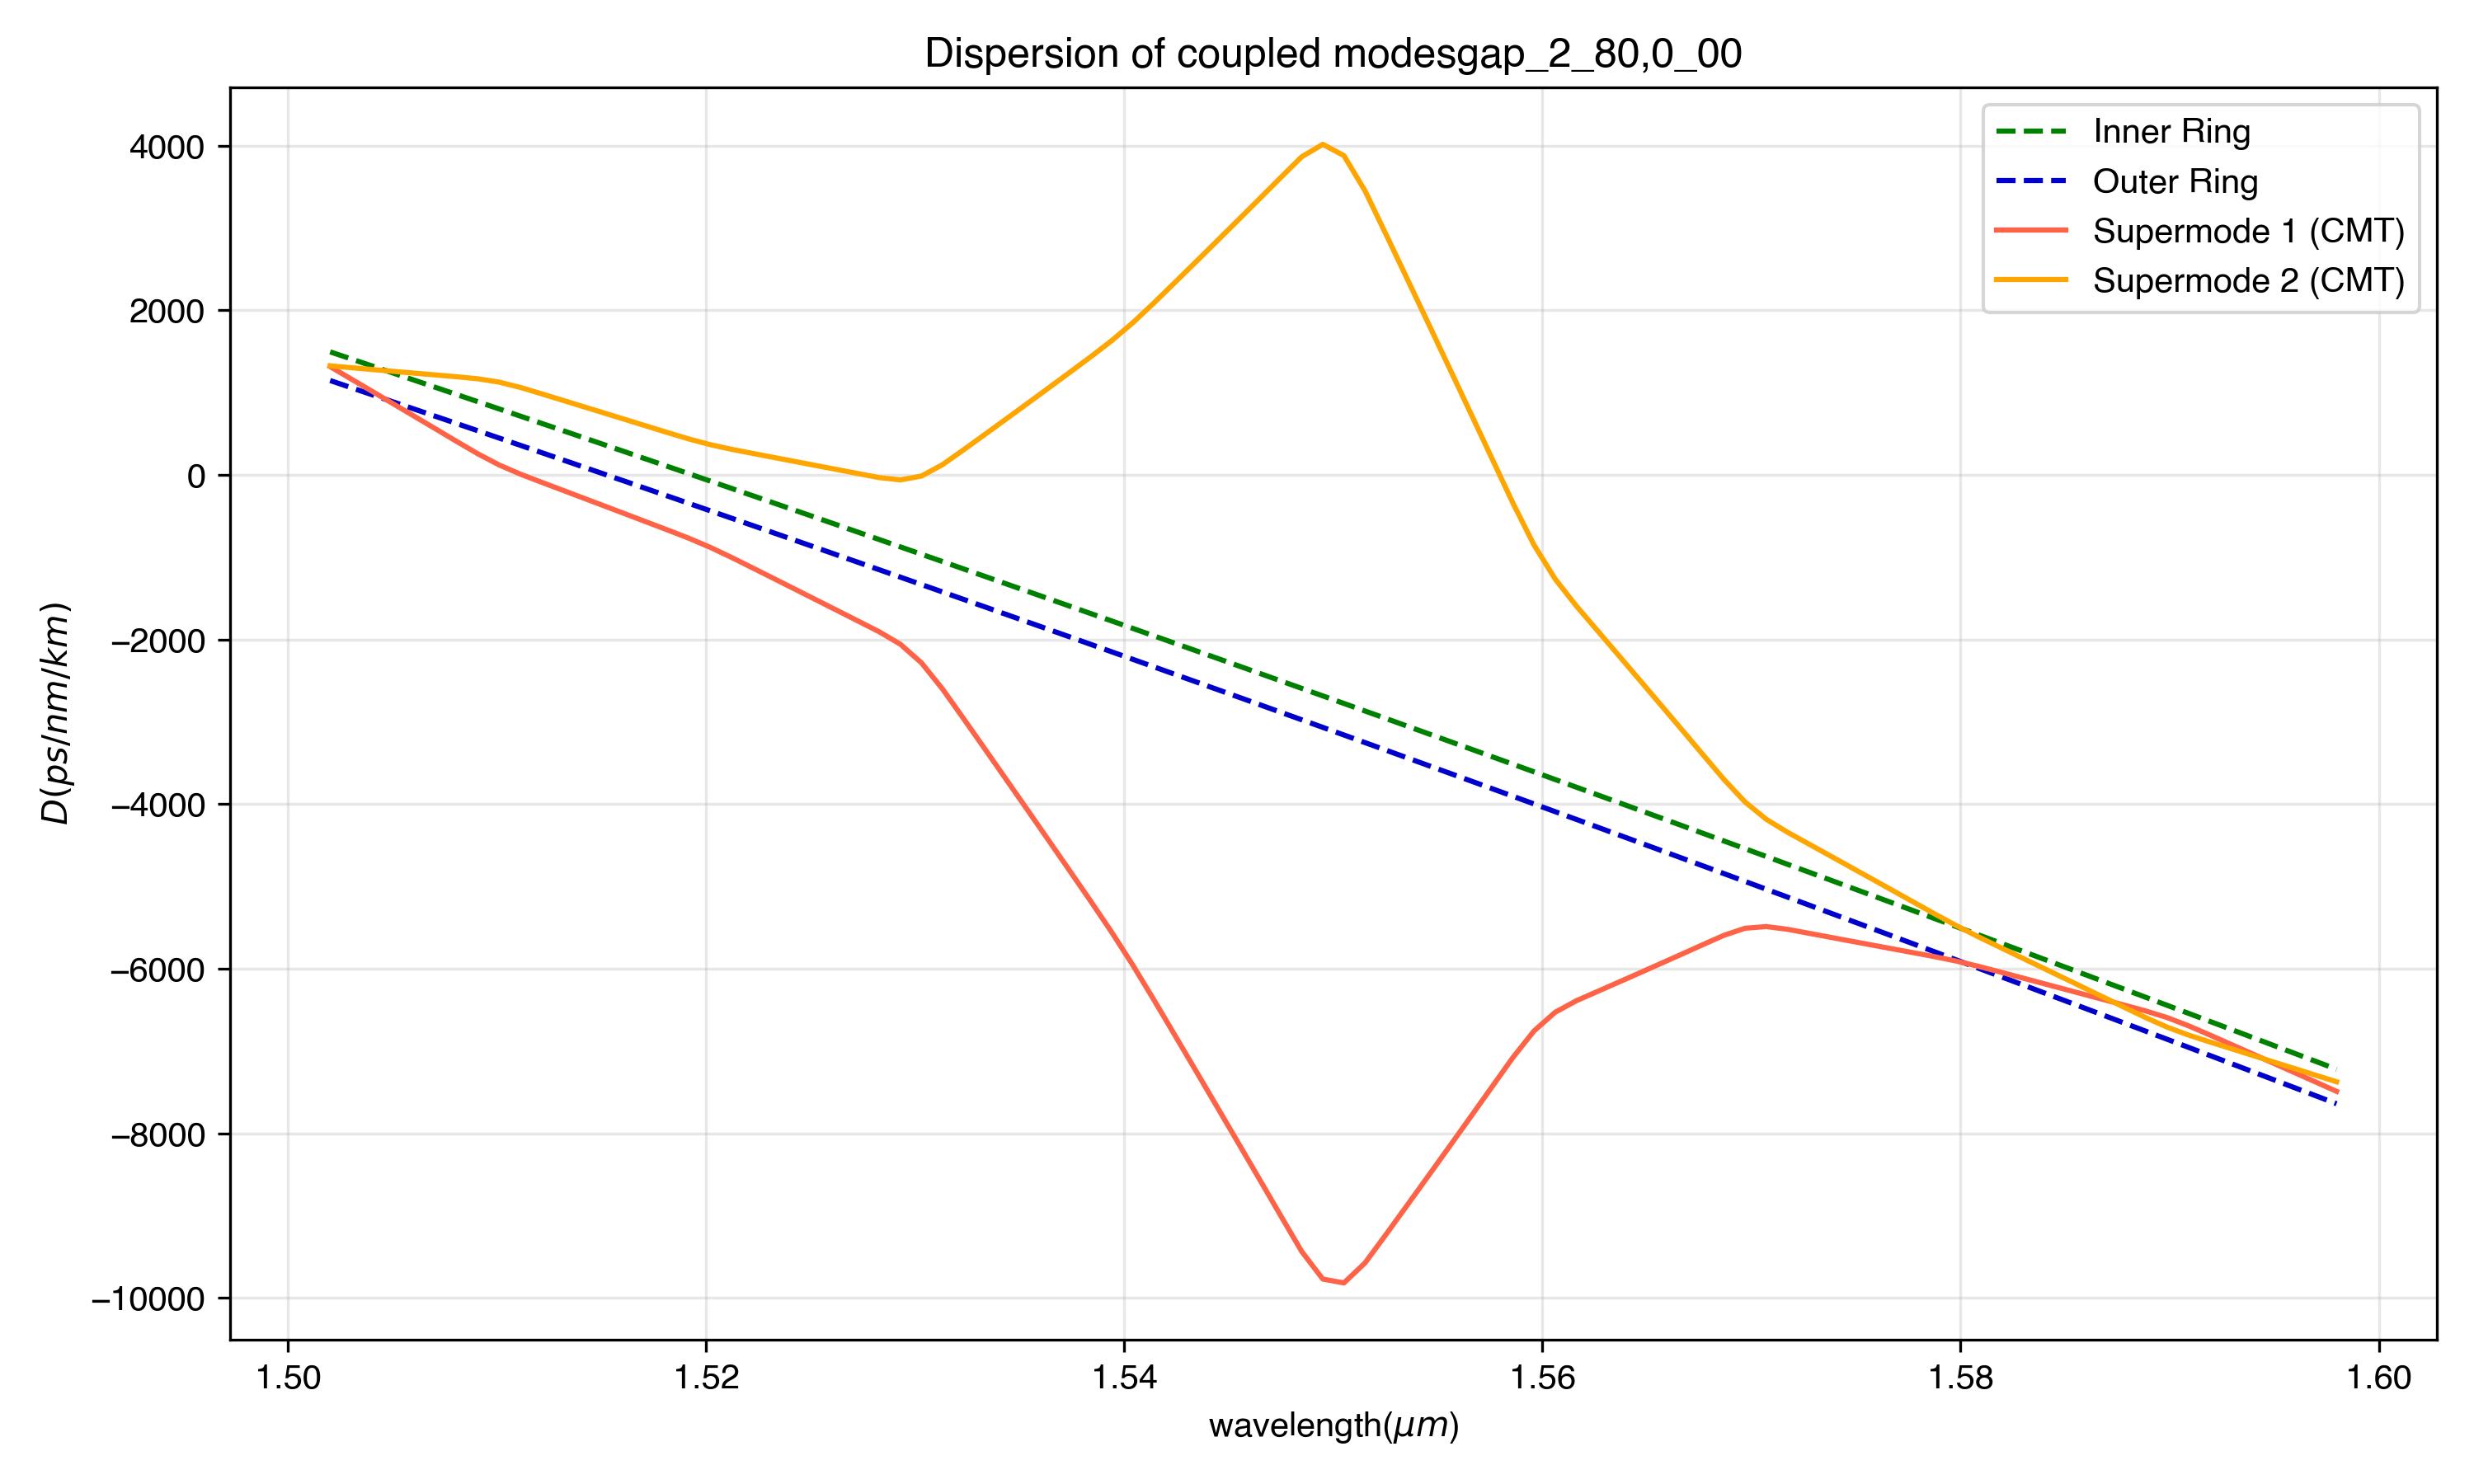 Dispersion of coupled modesgap_2_80,0_00
Inner Ring
Outer Ring
Supermode 1 (CMT)
Supermode 2 (CMT)
D(ps/nm/km)
4000
2000
0
−2000
−4000
−6000
−8000
−10000
1.50 1.52 1.54 1.56 1.58 1.60
wavelength(μm)